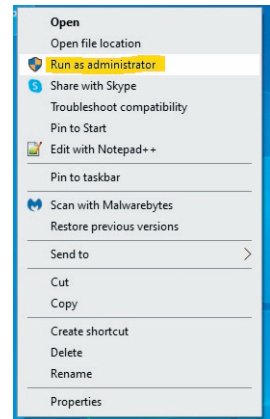 Open
Open file location
Run as administrator
Share with Skype
Troubleshoot compatibility
Pin to Start
Edit with Notepad++
Pin to taskbar
Scan with Malwarebytes
Restore previous versions
Send to
Cut
Copy
Create shortcut
Delete
Rename
Properties